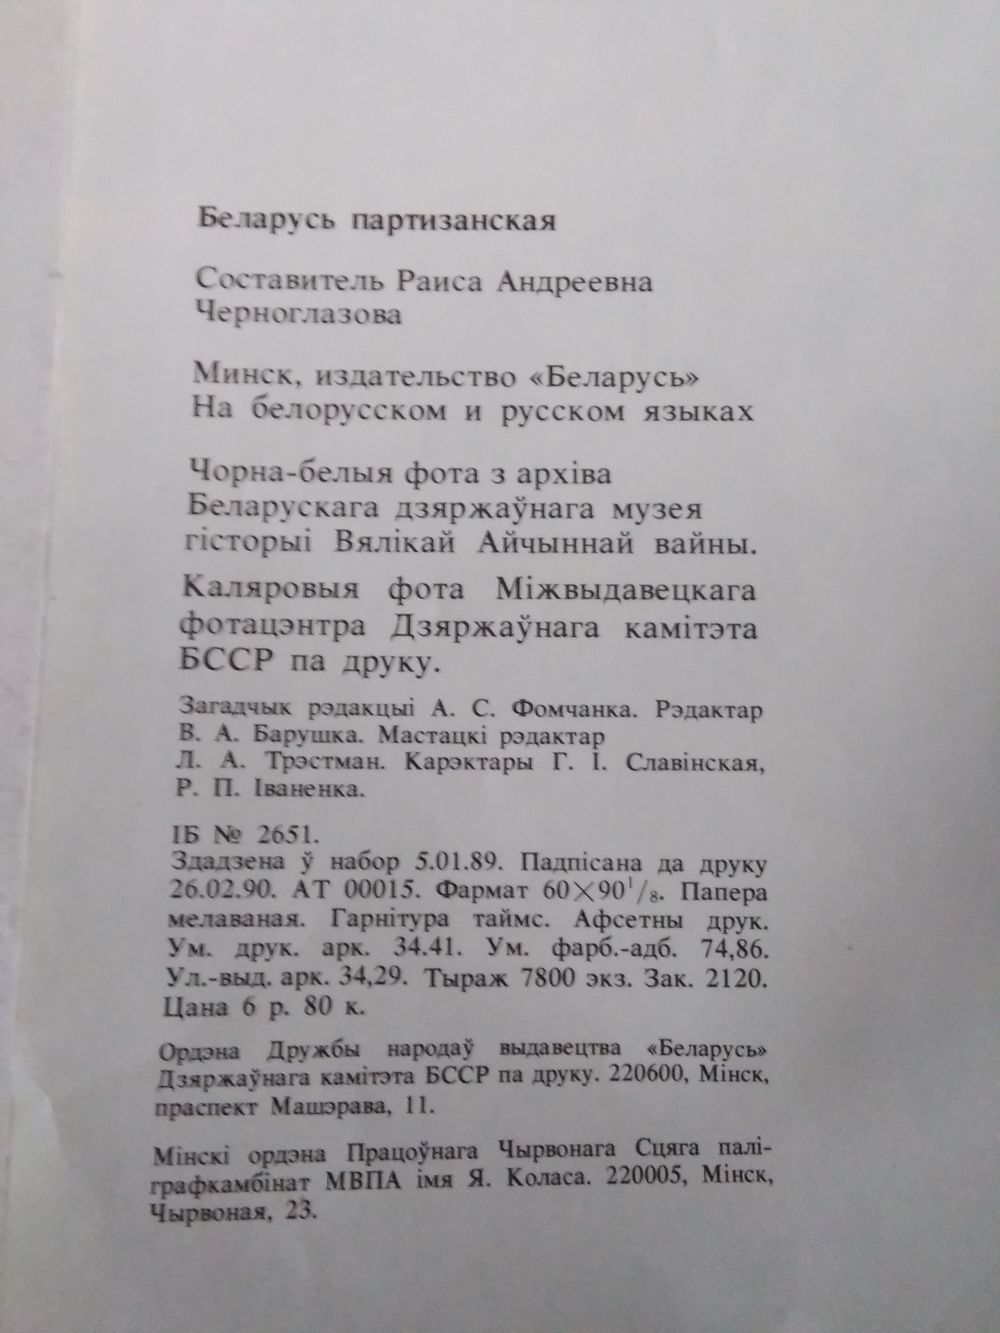 Беларусь партизанская
Составитель Раиса Андреевна
Черноглазова
Минск, издательство «Беларусь»
На белорусском и русском языках
Чорна-белыя фота з архіва
Беларускага дзяржаўнага музея
гісторыі Вялікай Айчыннай вайны.
Каляровыя фота Міжвыдавецкага
фотацэнтра Дзяржаўнага камітэта
БССР па друку.
Загадчык рэдакцыі А. С. Фомчанка. Рэдактар
В. А. Барушка. Мастацкі рэдактар
Л. А. Трэстман. Карэктары Г. І. Славінская,
Р. П. Іваненка.
ІБ № 2651.
Здадзена ў набор 5.01.89. Падпісана да друку
26.02.90. АТ 00015. Фармат 60×90¹/₈. Папера
мелаваная. Гарнітура таймс. Афсетны друк.
Ум. друк. арк. 34.41. Ум. фарб.-адб. 74,86.
Ул.-выд. арк. 34,29. Тыраж 7800 экз. Зак. 2120.
Цана 6 р. 80 к.
Ордэна Дружбы народаў выдавецтва «Беларусь»
Дзяржаўнага камітэта БССР па друку. 220600, Мінск,
праспект Машэрава, 11.
Мінскі ордэна Працоўнага Чырвонага Сцяга палі-
графкамбінат МВПА імя Я. Коласа. 220005, Мінск,
Чырвоная, 23.